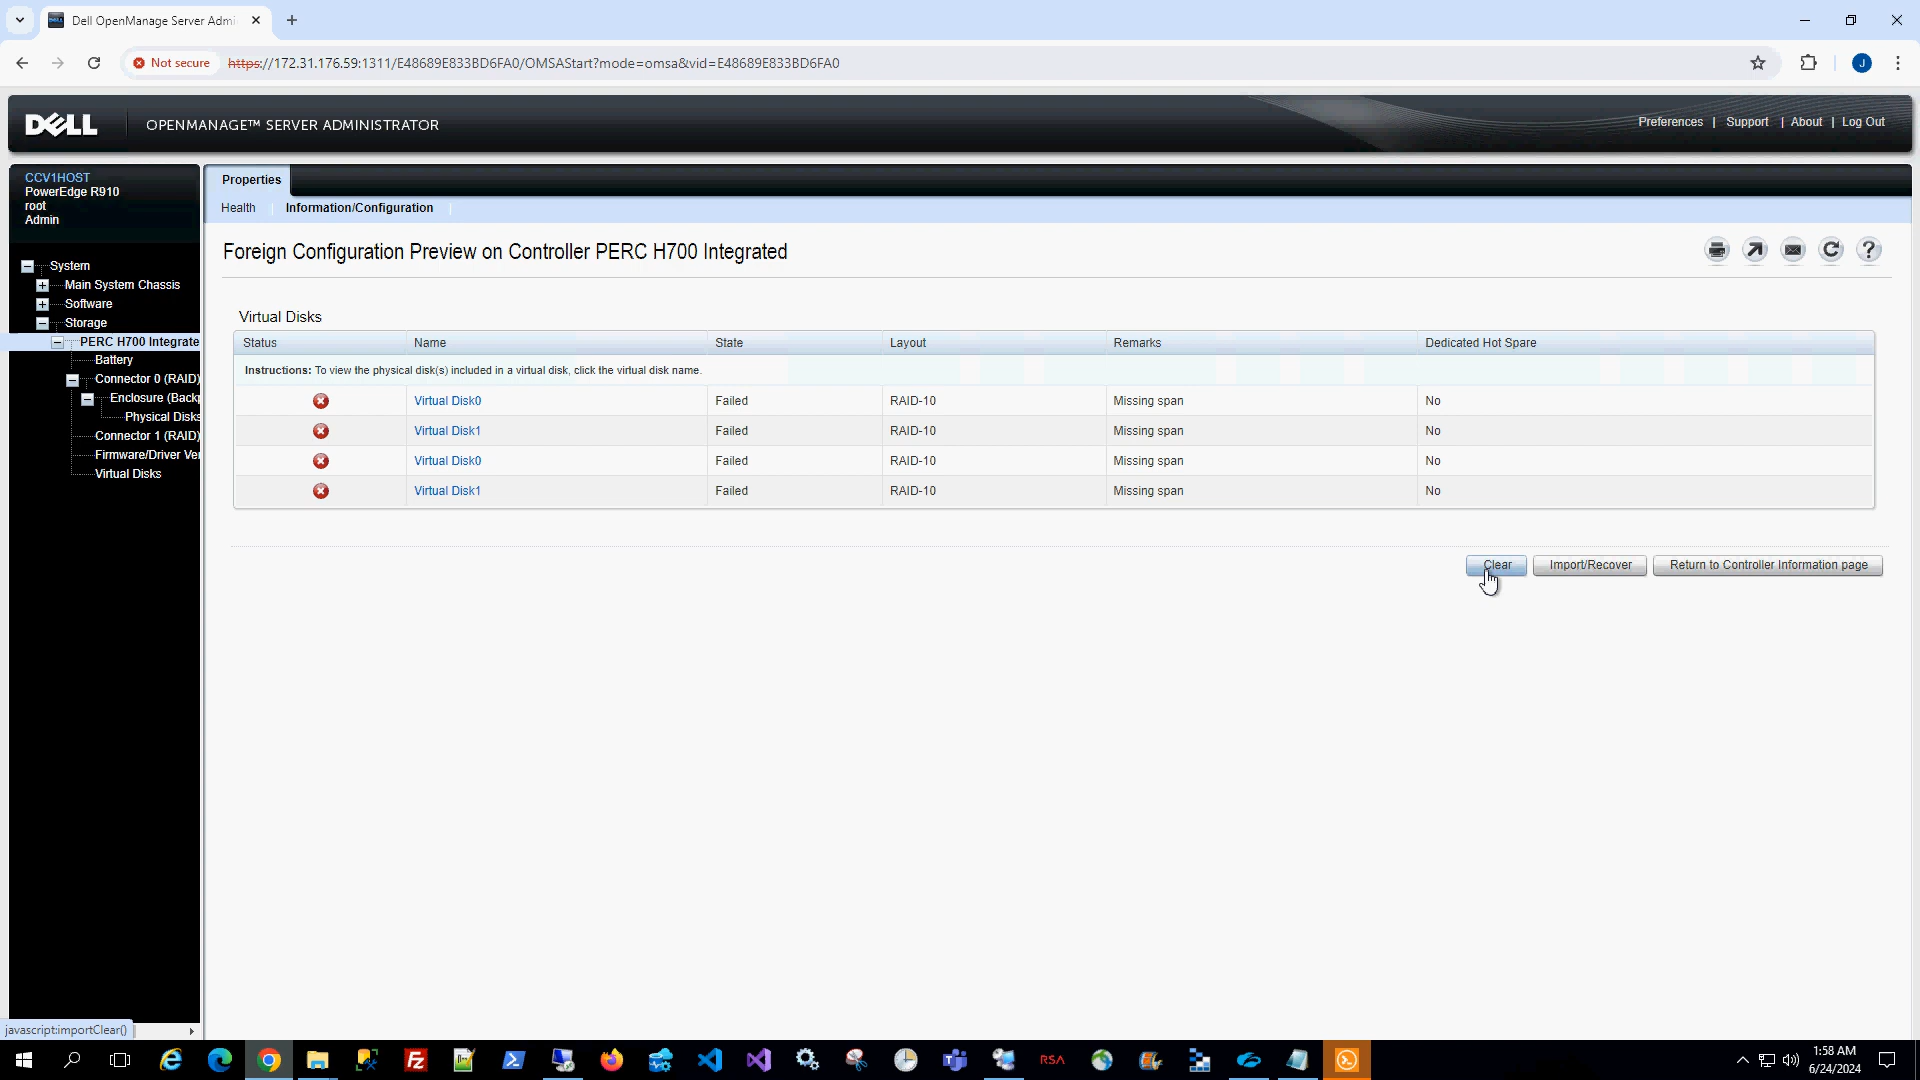 Dell OpenManage Server Admi
Not secure
https://172.31.176.59:1311/E48689E833BD6FA0/OMSAStart?mode=omsa&vid=E48689E833BD6FA0
J
DELL
OPENMANAGE™ SERVER ADMINISTRATOR
Preferences | Support | About | Log Out
CCV1HOST
PowerEdge R910
root
Admin
System
Main System Chassis
Software
Storage
PERC H700 Integrate
Battery
Connector 0 (RAID)
Enclosure (Backp
Physical Disks
Connector 1 (RAID)
Firmware/Driver Ver
Virtual Disks
Properties
Health | Information/Configuration |
Foreign Configuration Preview on Controller PERC H700 Integrated
Virtual Disks
Status Name State Layout Remarks Dedicated Hot Spare
Instructions: To view the physical disk(s) included in a virtual disk, click the virtual disk name.
Virtual Disk0 Failed RAID-10 Missing span No
Virtual Disk1 Failed RAID-10 Missing span No
Virtual Disk0 Failed RAID-10 Missing span No
Virtual Disk1 Failed RAID-10 Missing span No
Clear Import/Recover Return to Controller Information page
javascript:importClear()
RSA
1:58 AM
6/24/2024